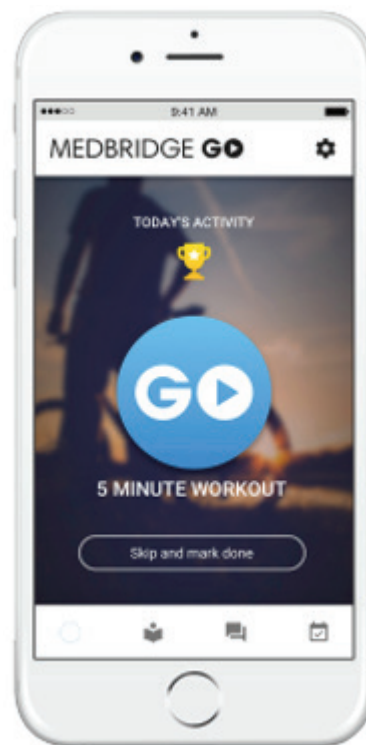 9:41 AM
MEDBRIDGE GO
TODAY'S ACTIVITY
GO
5 MINUTE WORKOUT
Skip and mark done